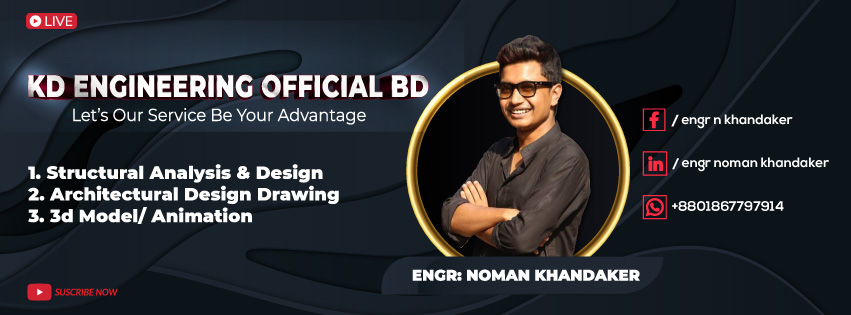 LIVE
KD ENGINEERING OFFICIAL BD
Let's Our Service Be Your Advantage
1. Structural Analysis & Design
2. Architectural Design Drawing
3. 3d Model/ Animation
/ engr n khandaker
in / engr noman khandaker
+8801867797914
ENGR: NOMAN KHANDAKER
SUSCRIBE NOW